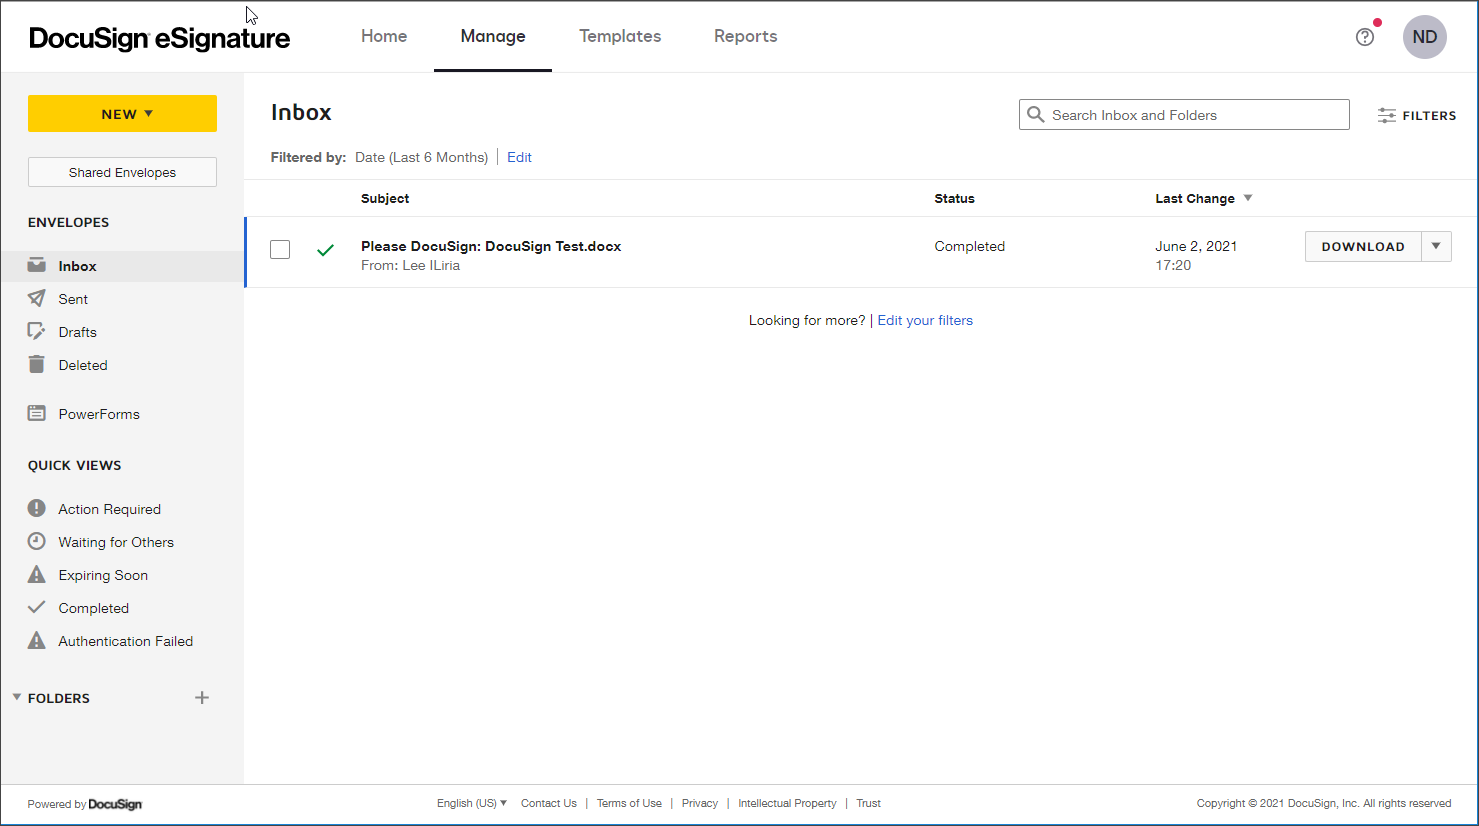 DocuSign eSignature
Home Manage Templates Reports
ND
NEW
Shared Envelopes
ENVELOPES
Inbox
Sent
Drafts
Deleted
PowerForms
QUICK VIEWS
Action Required
Waiting for Others
Expiring Soon
Completed
Authentication Failed
FOLDERS
Inbox
Search Inbox and Folders
FILTERS
Filtered by: Date (Last 6 Months) | Edit
Subject Status Last Change
Please DocuSign: DocuSign Test.docx Completed June 2, 2021 DOWNLOAD
From: Lee ILiria 17:20
Looking for more? | Edit your filters
Powered by DocuSign English (US) Contact Us | Terms of Use | Privacy | Intellectual Property | Trust Copyright © 2021 DocuSign, Inc. All rights reserved